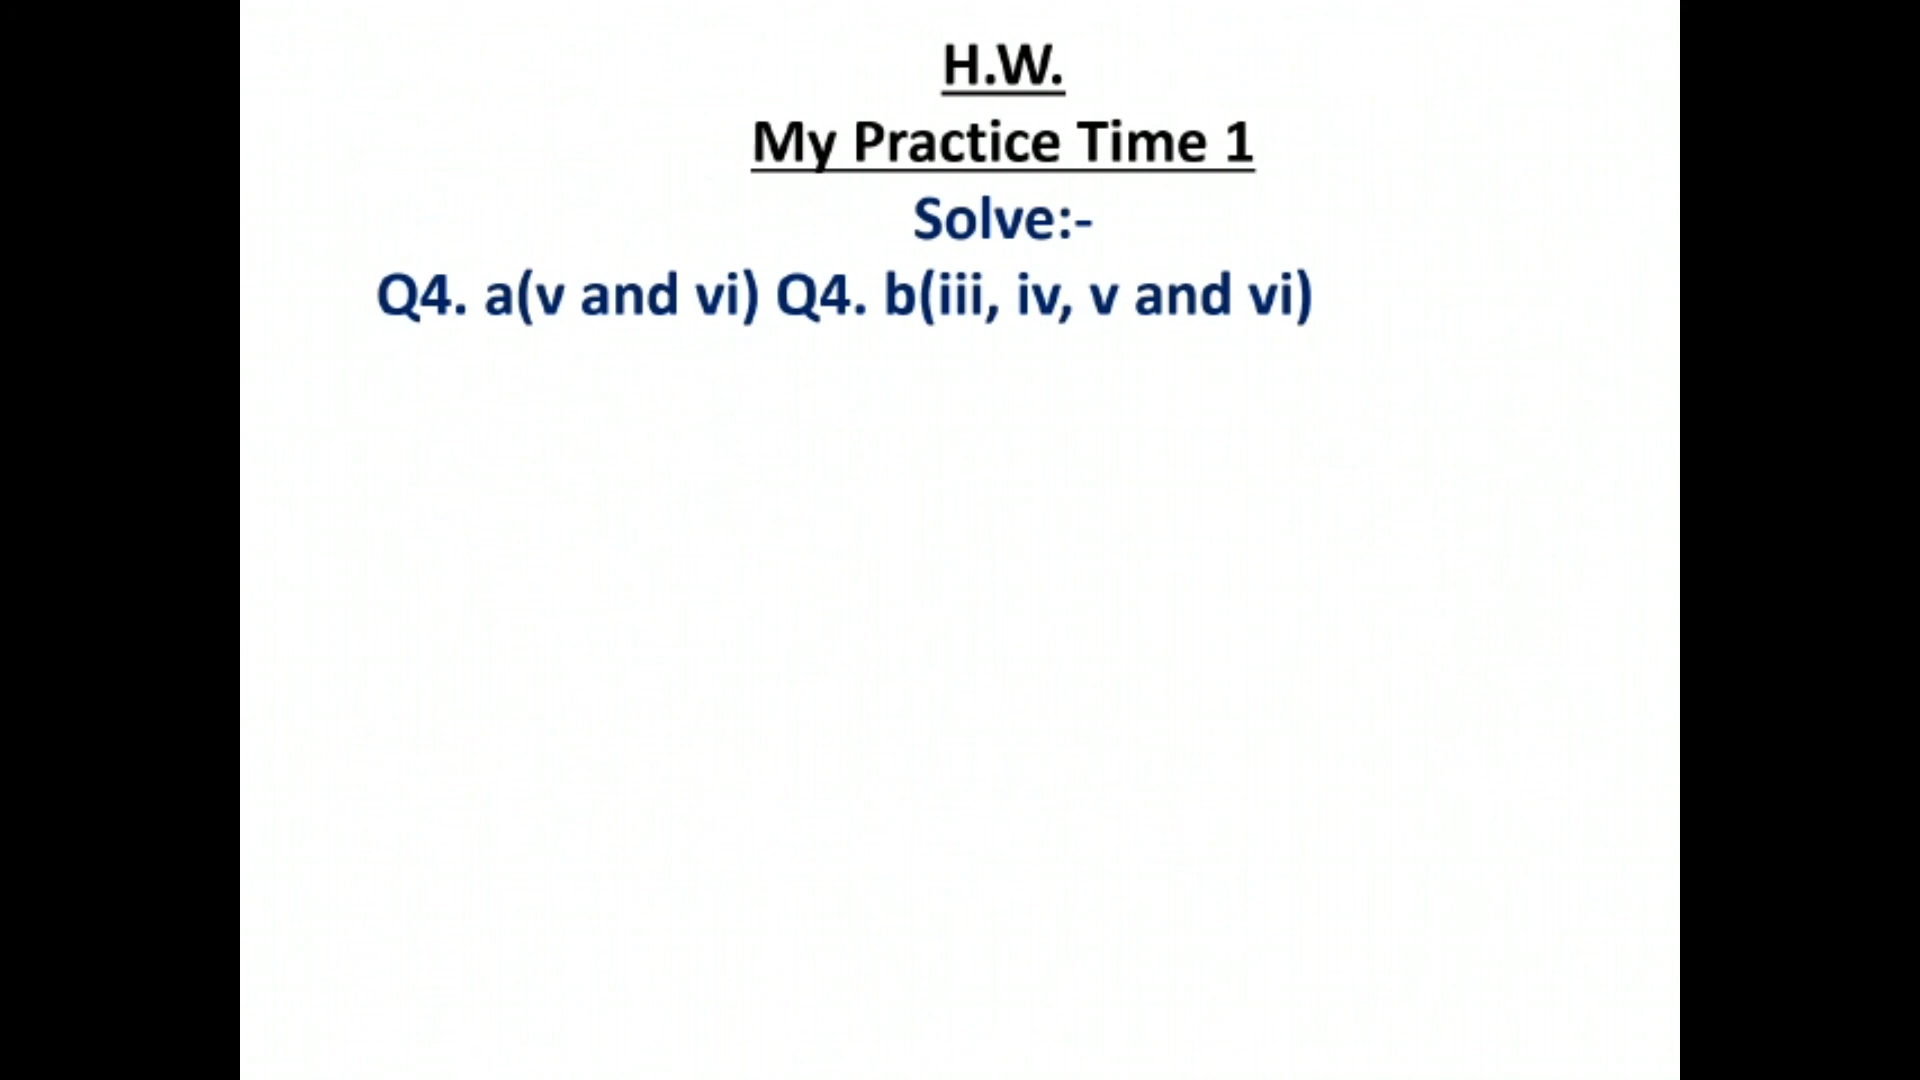 H.W.
My Practice Time 1
Solve:-
Q4. a(v and vi) Q4. b(iii, iv, v and vi)